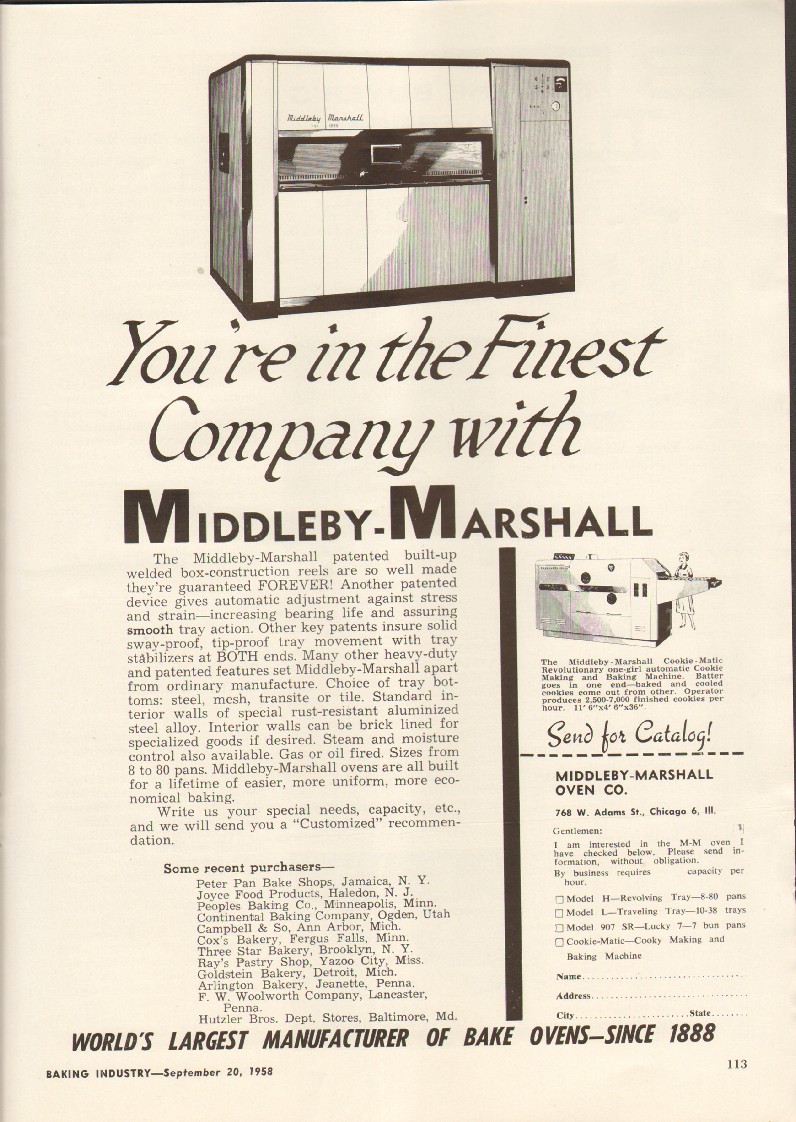 Middleby Marshall
You're in the Finest
Company with
MIDDLEBY-MARSHALL
The Middleby-Marshall patented built-up
welded box-construction reels are so well made
they're guaranteed FOREVER! Another patented
device gives automatic adjustment against stress
and strain—increasing bearing life and assuring
smooth tray action. Other key patents insure solid
sway-proof, tip-proof tray movement with tray
stabilizers at BOTH ends. Many other heavy-duty
and patented features set Middleby-Marshall apart
from ordinary manufacture. Choice of tray bot-
toms: steel, mesh, transite or tile. Standard in-
terior walls of special rust-resistant aluminized
steel alloy. Interior walls can be brick lined for
specialized goods if desired. Steam and moisture
control also available. Gas or oil fired. Sizes from
8 to 80 pans. Middleby-Marshall ovens are all built
for a lifetime of easier, more uniform, more eco-
nomical baking.
Write us your special needs, capacity, etc.,
and we will send you a "Customized" recommen-
dation.
Some recent purchasers—
Peter Pan Bake Shops, Jamaica, N. Y.
Joyce Food Products, Haledon, N. J.
Peoples Baking Co., Minneapolis, Minn.
Continental Baking Company, Ogden, Utah
Campbell & So, Ann Arbor, Mich.
Cox's Bakery, Fergus Falls, Minn.
Three Star Bakery, Brooklyn, N. Y.
Ray's Pastry Shop, Yazoo City, Miss.
Goldstein Bakery, Detroit, Mich.
Arlington Bakery, Jeanette, Penna.
F. W. Woolworth Company, Lancaster,
Penna.
Hutzler Bros. Dept. Stores, Baltimore, Md.
The Middleby-Marshall Cookie-Matic
Revolutionary one-girl automatic Cookie
Making and Baking Machine. Batter
goes in one end—baked and cooled
cookies come out from other. Operator
produces 2,500-7,000 finished cookies per
hour. 11' 6"x4' 6"x36"
Send for Catalog!
MIDDLEBY-MARSHALL
OVEN CO.
768 W. Adams St., Chicago 6, Ill.
Gentlemen:
I am interested in the M-M oven I
have checked below. Please send in-
formation, without obligation.
By business requires capacity per
hour.
Model H—Revolving Tray—8-80 pans
Model L—Traveling Tray—10-38 trays
Model 907 SR—Lucky 7—7 bun pans
Cookie-Matic—Cooky Making and
Baking Machine
Name
Address
City State
WORLD'S LARGEST MANUFACTURER OF BAKE OVENS—SINCE 1888
BAKING INDUSTRY—September 20, 1958
113